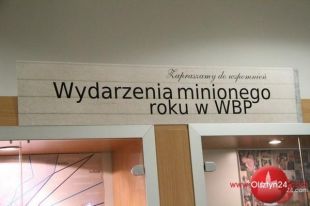 Zapraszamy do wspomnień
Wydarzenia minionego
roku w WBP
www.Olsztyn24.com